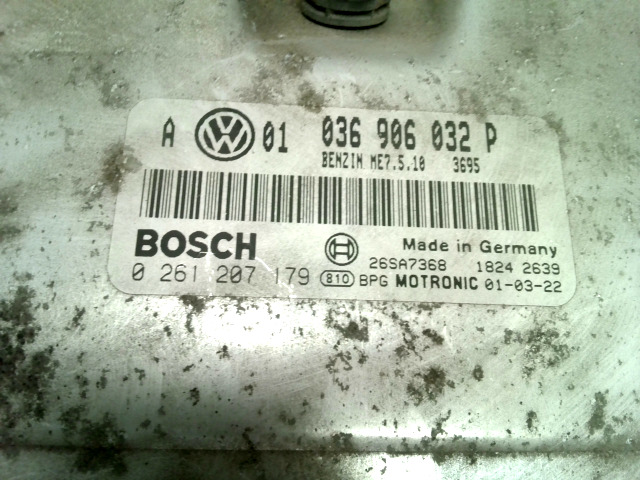 A VW 01 036 906 032 P
BENZIN ME7.5.10 3695
BOSCH Made in Germany
26SA7368 1824 2639
0 261 207 179 810 BPG MOTRONIC 01-03-22